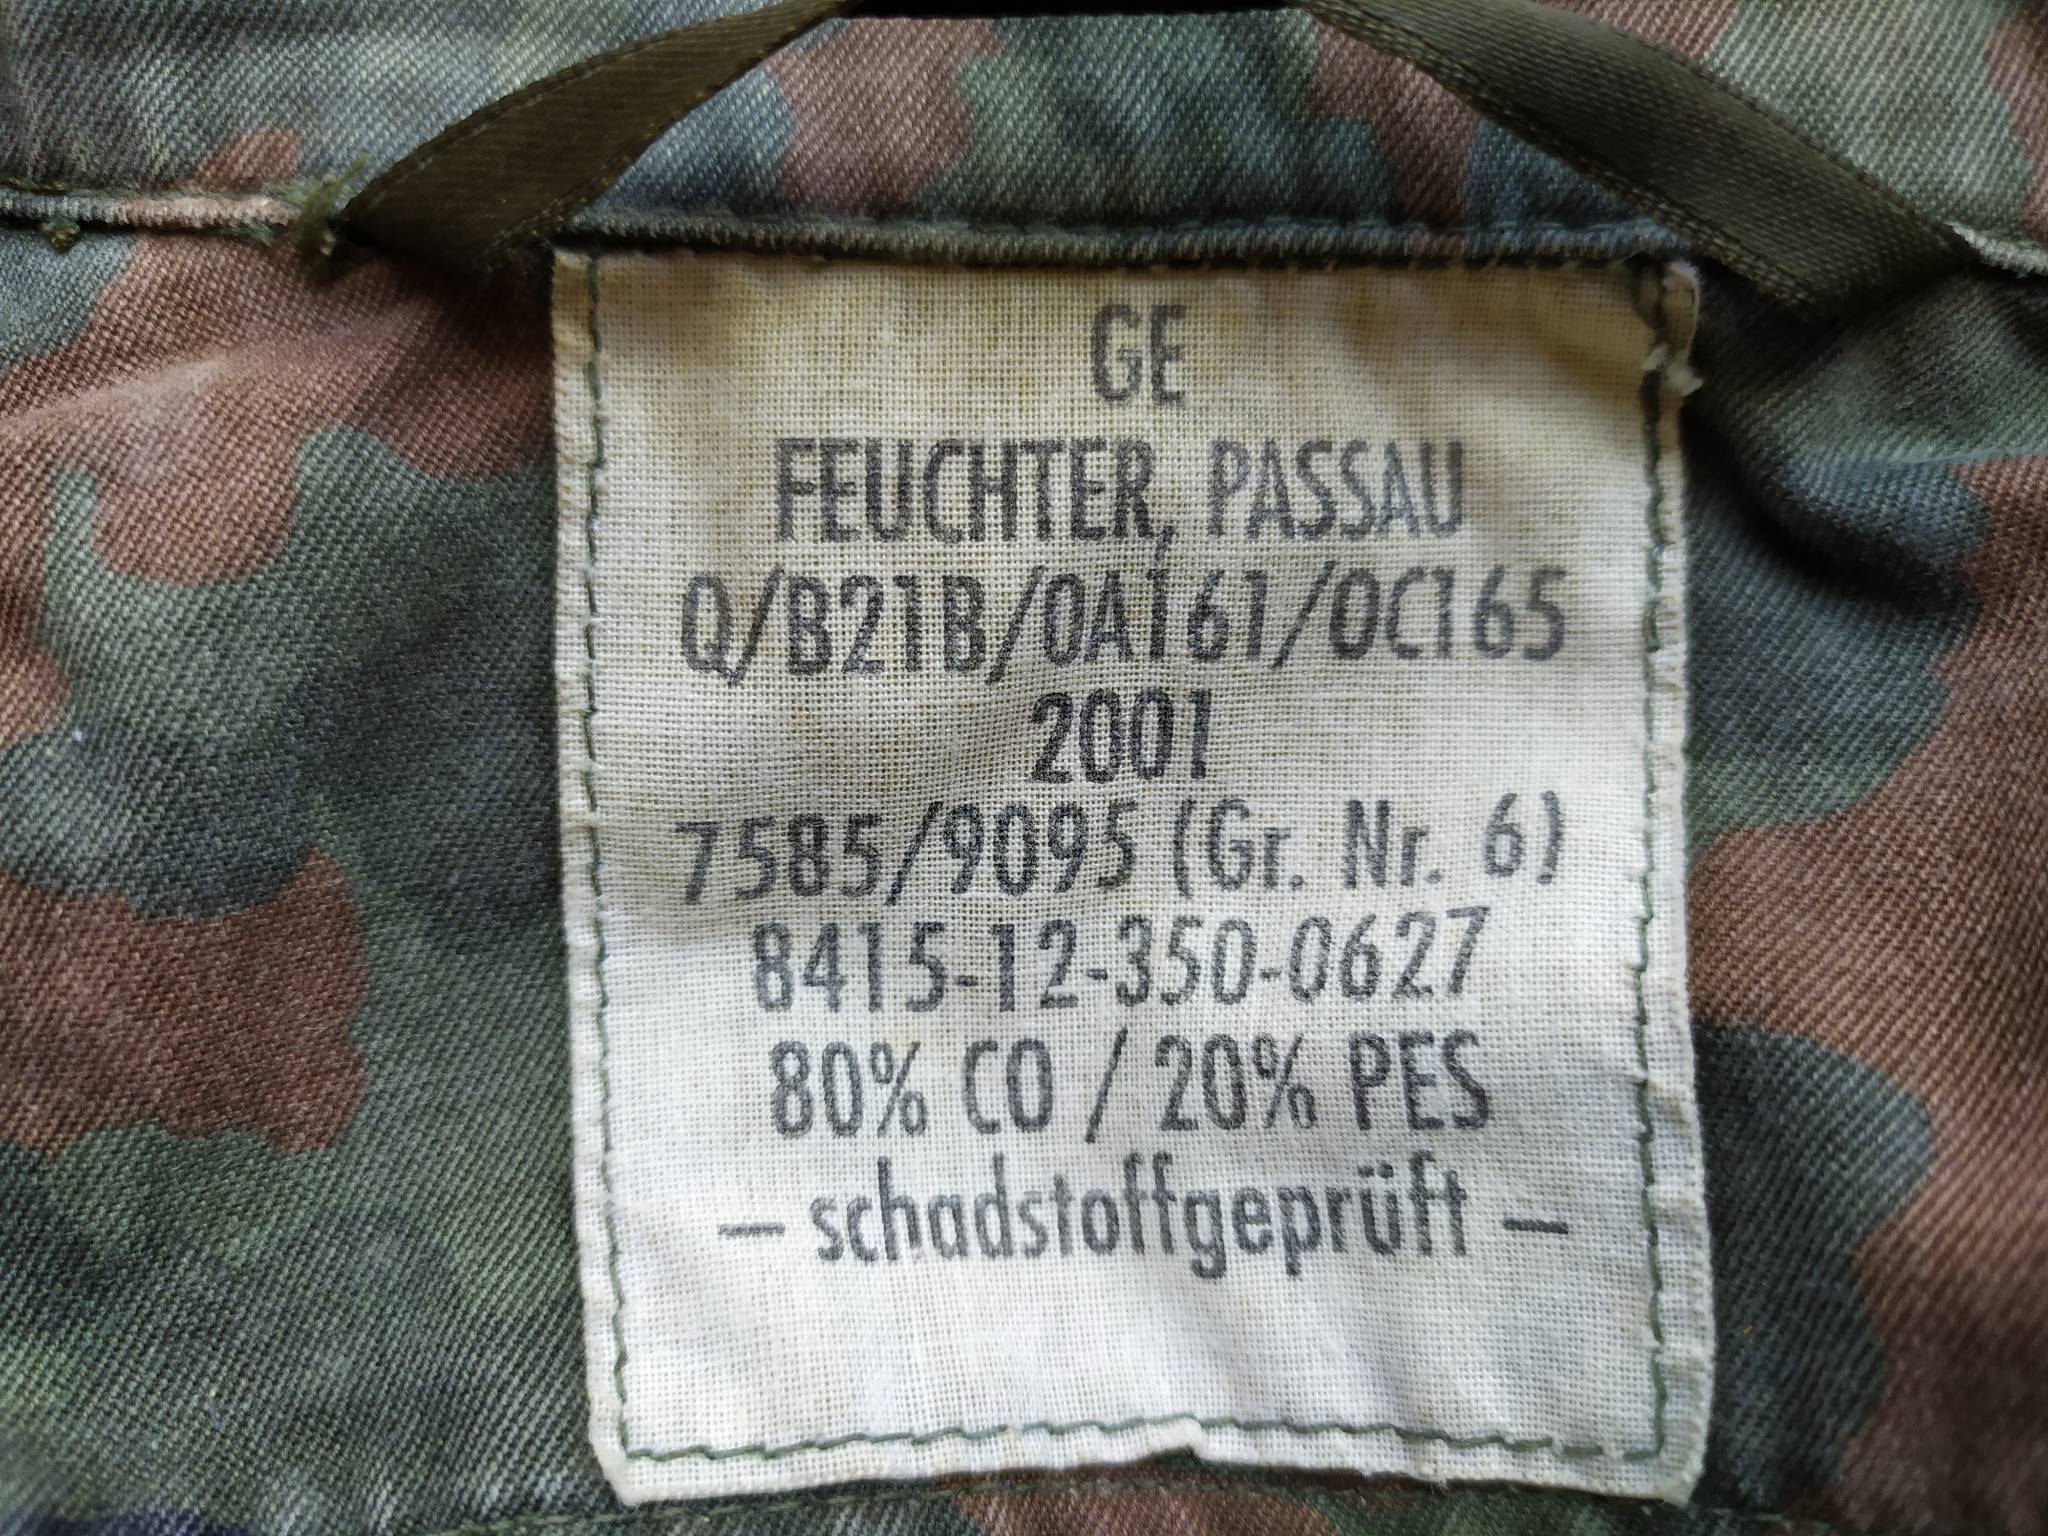 GE
FEUCHTER, PASSAU
Q/B21B/0A161/0C165
2001
7585/9095 (Gr. Nr. 6)
8415-12-350-0627
80% CO / 20% PES
– schadstoffgeprüft –